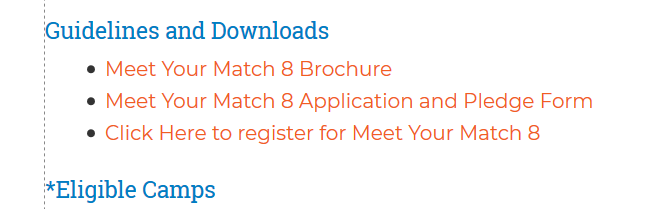 Guidelines and Downloads
Meet Your Match 8 Brochure
Meet Your Match 8 Application and Pledge Form
Click Here to register for Meet Your Match 8
*Eligible Camps